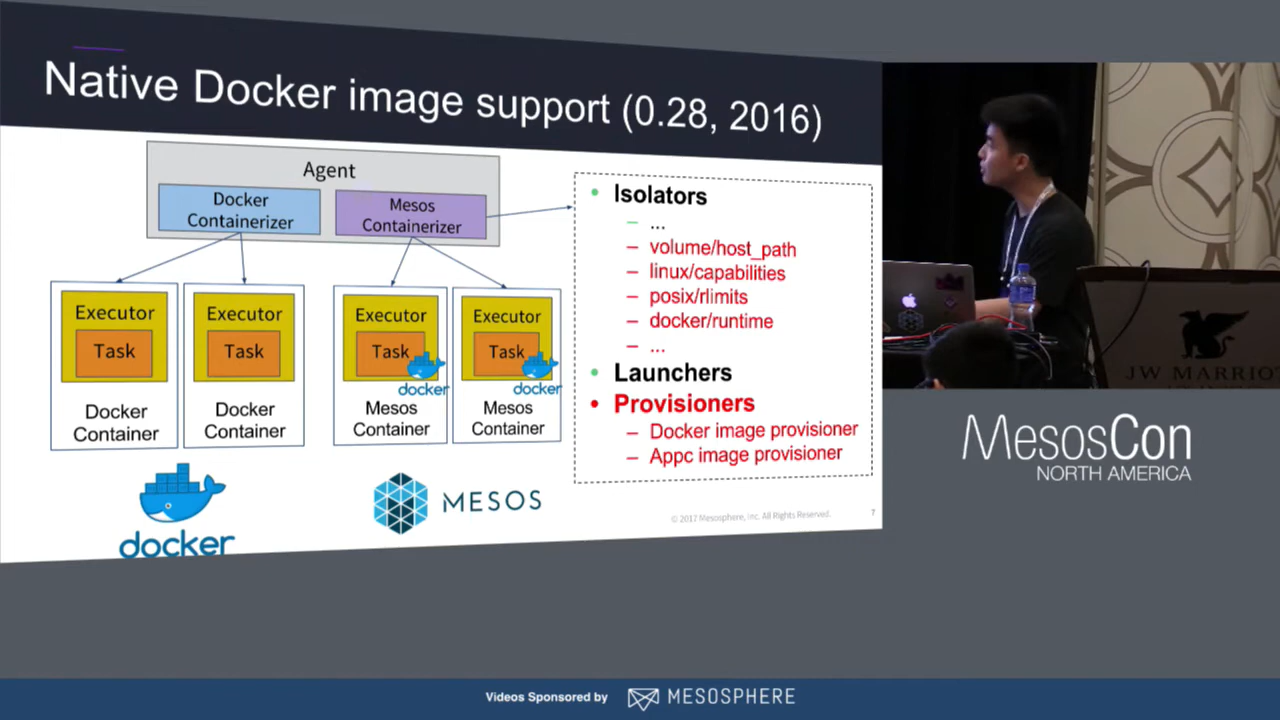 Native Docker image support (0.28, 2016)
Agent
Docker
Containerizer
Mesos
Containerizer
Executor
Task
Docker
Container
Executor
Task
Docker
Container
Executor
Task
docker
Mesos
Container
Executor
Task
docker
Mesos
Container
docker
MESOS
• Isolators
– ...
– volume/host_path
– linux/capabilities
– posix/rlimits
– docker/runtime
– ...
• Launchers
• Provisioners
– Docker image provisioner
– Appc image provisioner
© 2017 Mesosphere, Inc. All Rights Reserved.
7
JW MARRIO
MesosCon
NORTH AMERICA
Videos Sponsored by
MESOSPHERE